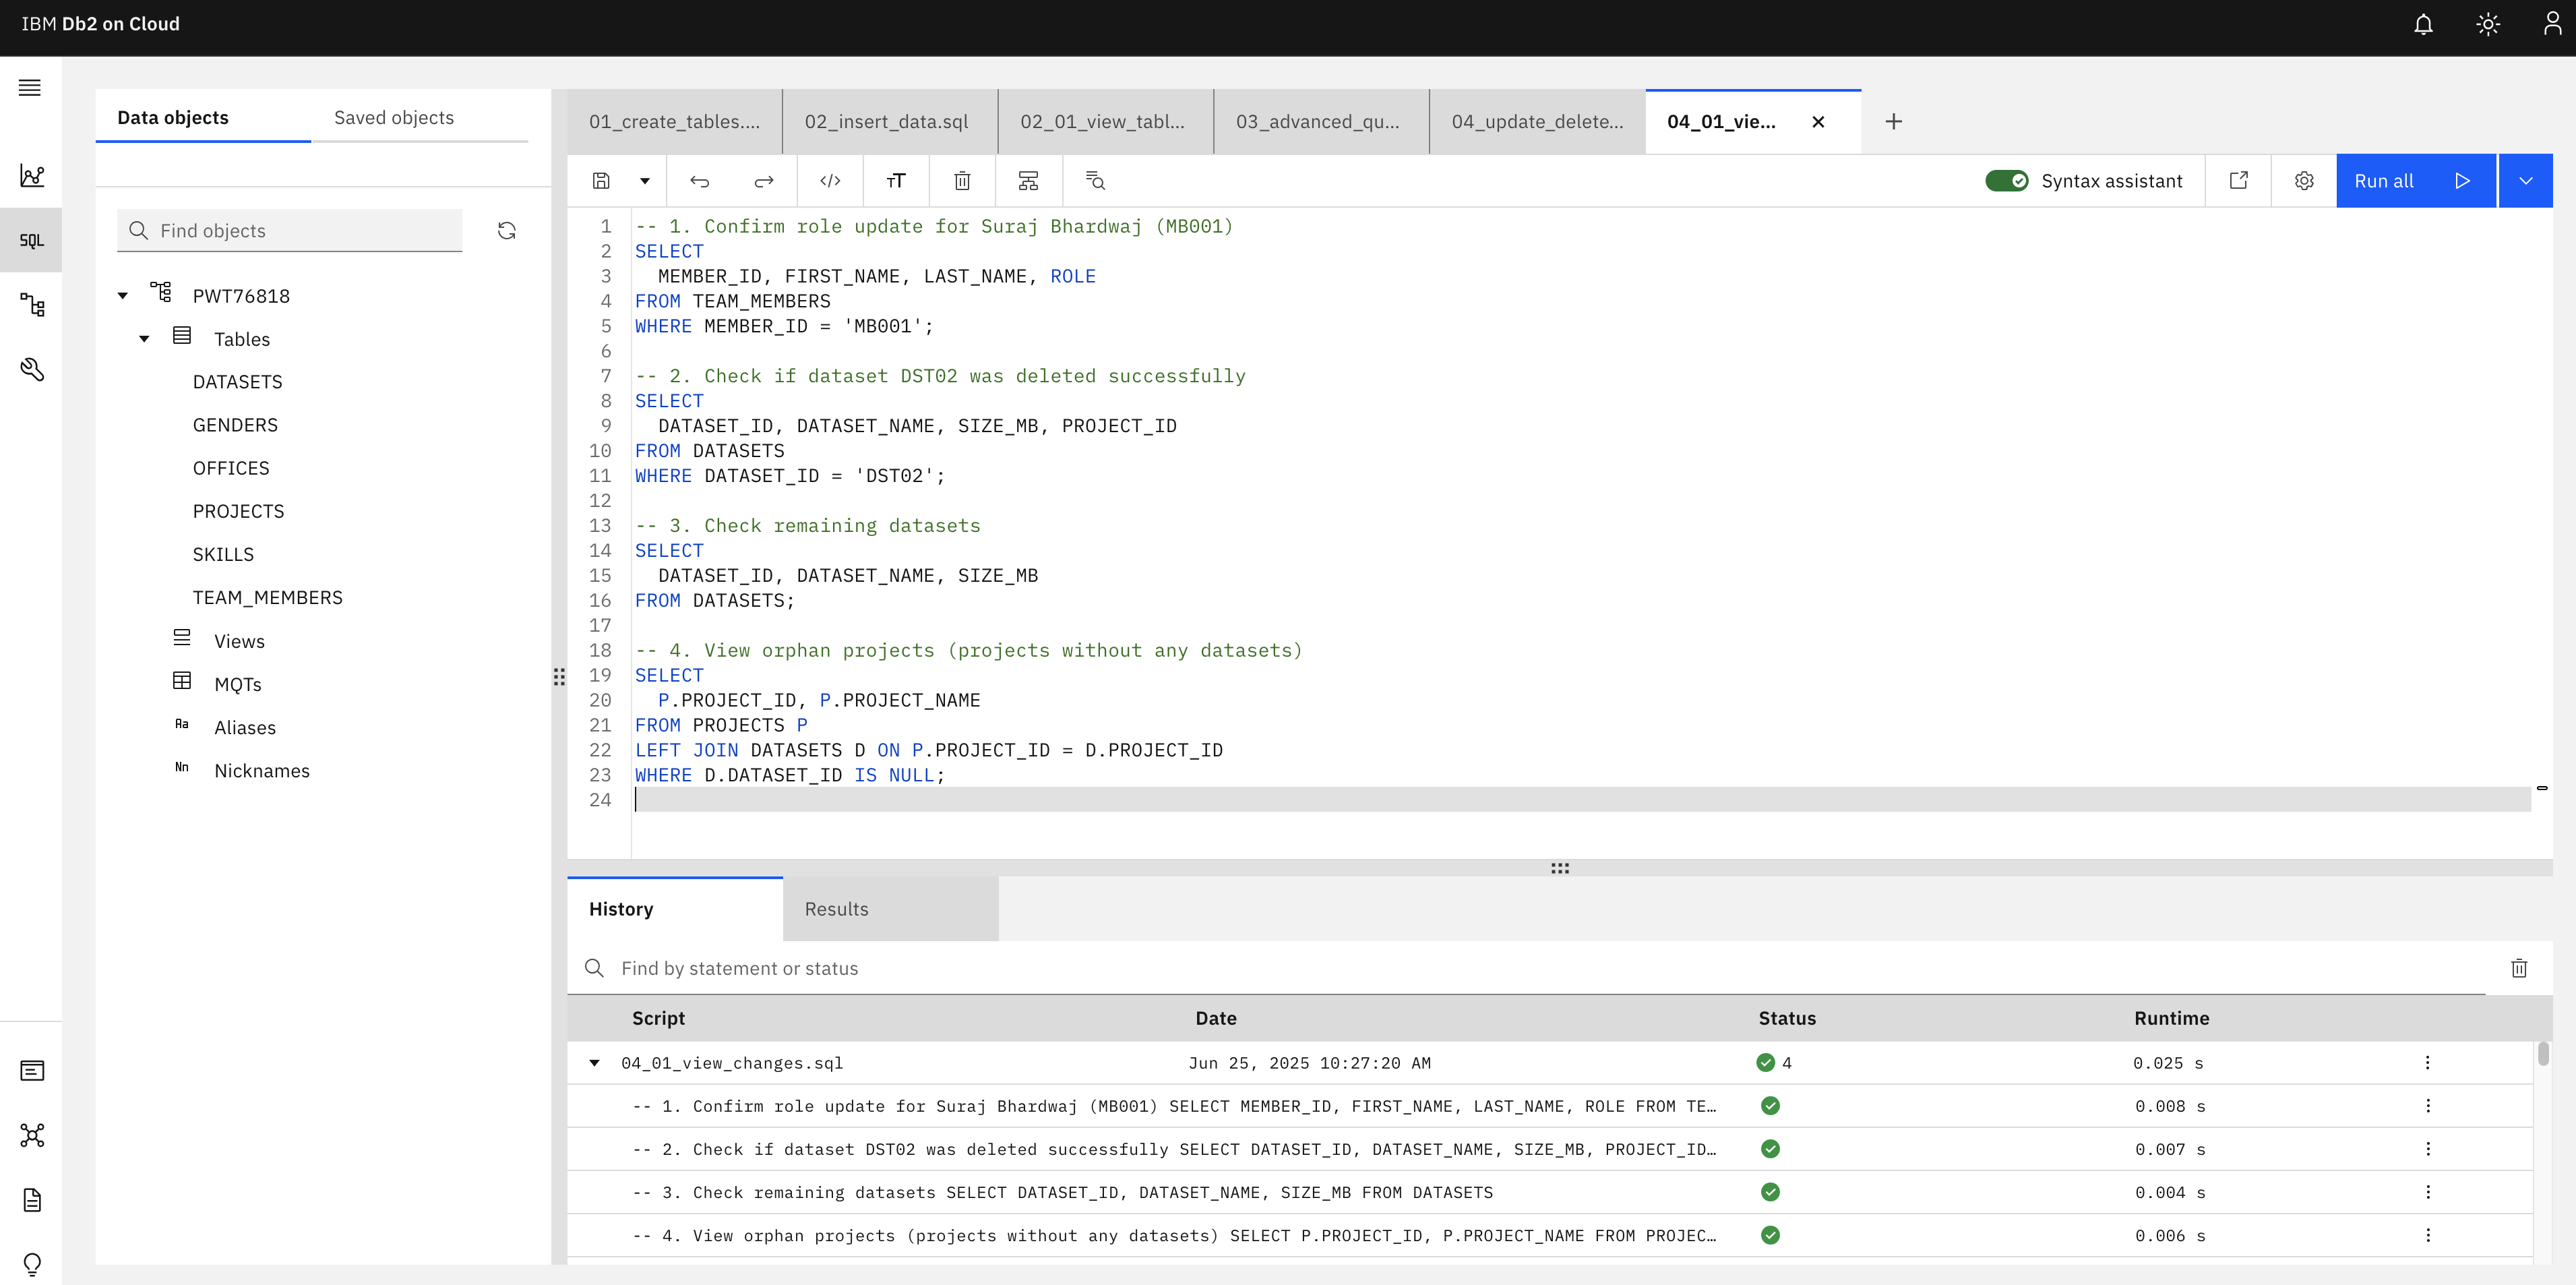 IBM Db2 on Cloud
Data objects
Saved objects
SQL
Find objects
PWT76818
Tables
DATASETS
GENDERS
OFFICES
PROJECTS
SKILLS
TEAM_MEMBERS
Views
MQTs
Aa Aliases
Nn Nicknames
01_create_tables....
02_insert_data.sql
02_01_view_tabl...
03_advanced_qu...
04_update_delete...
04_01_vie...
Syntax assistant
Run all
1 -- 1. Confirm role update for Suraj Bhardwaj (MB001)
2 SELECT
3 MEMBER_ID, FIRST_NAME, LAST_NAME, ROLE
4 FROM TEAM_MEMBERS
5 WHERE MEMBER_ID = 'MB001';
6
7 -- 2. Check if dataset DST02 was deleted successfully
8 SELECT
9 DATASET_ID, DATASET_NAME, SIZE_MB, PROJECT_ID
10 FROM DATASETS
11 WHERE DATASET_ID = 'DST02';
12
13 -- 3. Check remaining datasets
14 SELECT
15 DATASET_ID, DATASET_NAME, SIZE_MB
16 FROM DATASETS;
17
18 -- 4. View orphan projects (projects without any datasets)
19 SELECT
20 P.PROJECT_ID, P.PROJECT_NAME
21 FROM PROJECTS P
22 LEFT JOIN DATASETS D ON P.PROJECT_ID = D.PROJECT_ID
23 WHERE D.DATASET_ID IS NULL;
24
History
Results
Find by statement or status
Script Date Status Runtime
04_01_view_changes.sql Jun 25, 2025 10:27:20 AM 4 0.025 s
-- 1. Confirm role update for Suraj Bhardwaj (MB001) SELECT MEMBER_ID, FIRST_NAME, LAST_NAME, ROLE FROM TE... 0.008 s
-- 2. Check if dataset DST02 was deleted successfully SELECT DATASET_ID, DATASET_NAME, SIZE_MB, PROJECT_ID... 0.007 s
-- 3. Check remaining datasets SELECT DATASET_ID, DATASET_NAME, SIZE_MB FROM DATASETS 0.004 s
-- 4. View orphan projects (projects without any datasets) SELECT P.PROJECT_ID, P.PROJECT_NAME FROM PROJEC... 0.006 s